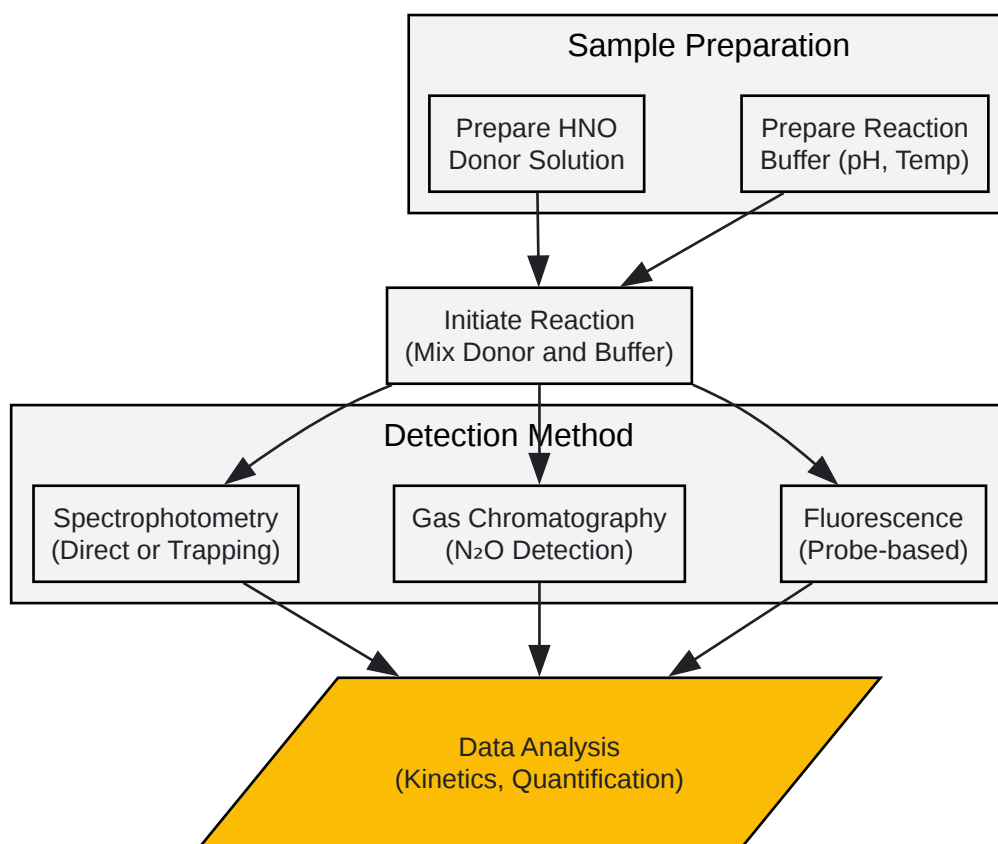 Sample Preparation
Prepare HNO
Donor Solution
Prepare Reaction
Buffer (pH, Temp)
Initiate Reaction
(Mix Donor and Buffer)
Detection Method
Spectrophotometry
(Direct or Trapping)
Gas Chromatography
(N₂O Detection)
Fluorescence
(Probe-based)
Data Analysis
(Kinetics, Quantification)